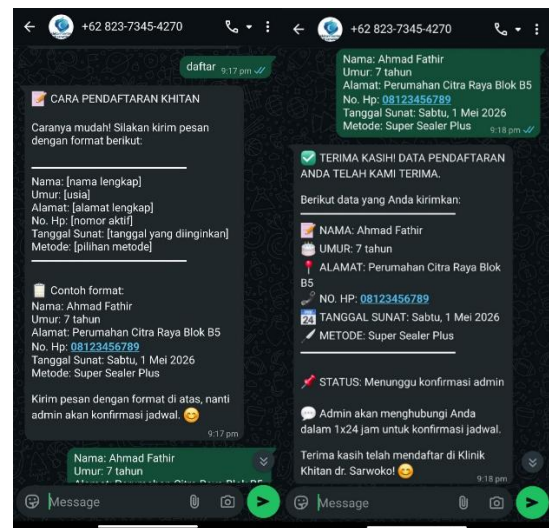 +62 823-7345-4270
daftar 9:17 pm
📝 CARA PENDAFTARAN KHITAN
Caranya mudah! Silakan kirim pesan
dengan format berikut:
Nama: [nama lengkap]
Umur: [usia]
Alamat: [alamat lengkap]
No. Hp: [nomor aktif]
Tanggal Sunat: [tanggal yang diinginkan]
Metode: [pilihan metode]
📋 Contoh format:
Nama: Ahmad Fathir
Umur: 7 tahun
Alamat: Perumahan Citra Raya Blok B5
No. Hp: 08123456789
Tanggal Sunat: Sabtu, 1 Mei 2026
Metode: Super Sealer Plus
Kirim pesan dengan format di atas, nanti
admin akan konfirmasi jadwal. 😊
9:17 pm
Nama: Ahmad Fathir
Umur: 7 tahun
Message
+62 823-7345-4270
Nama: Ahmad Fathir
Umur: 7 tahun
Alamat: Perumahan Citra Raya Blok B5
No. Hp: 08123456789
Tanggal Sunat: Sabtu, 1 Mei 2026
Metode: Super Sealer Plus 9:18 pm
✅ TERIMA KASIH! DATA PENDAFTARAN
ANDA TELAH KAMI TERIMA.
Berikut data yang Anda kirimkan:
📝 NAMA: Ahmad Fathir
🎂 UMUR: 7 tahun
📍 ALAMAT: Perumahan Citra Raya Blok
B5
📞 NO. HP: 08123456789
📅 TANGGAL SUNAT: Sabtu, 1 Mei 2026
🔪 METODE: Super Sealer Plus
📌 STATUS: Menunggu konfirmasi admin
💬 Admin akan menghubungi Anda
dalam 1x24 jam untuk konfirmasi jadwal.
Terima kasih telah mendaftar di Klinik
Khitan dr. Sarwoko! 😊
9:18 pm
Message